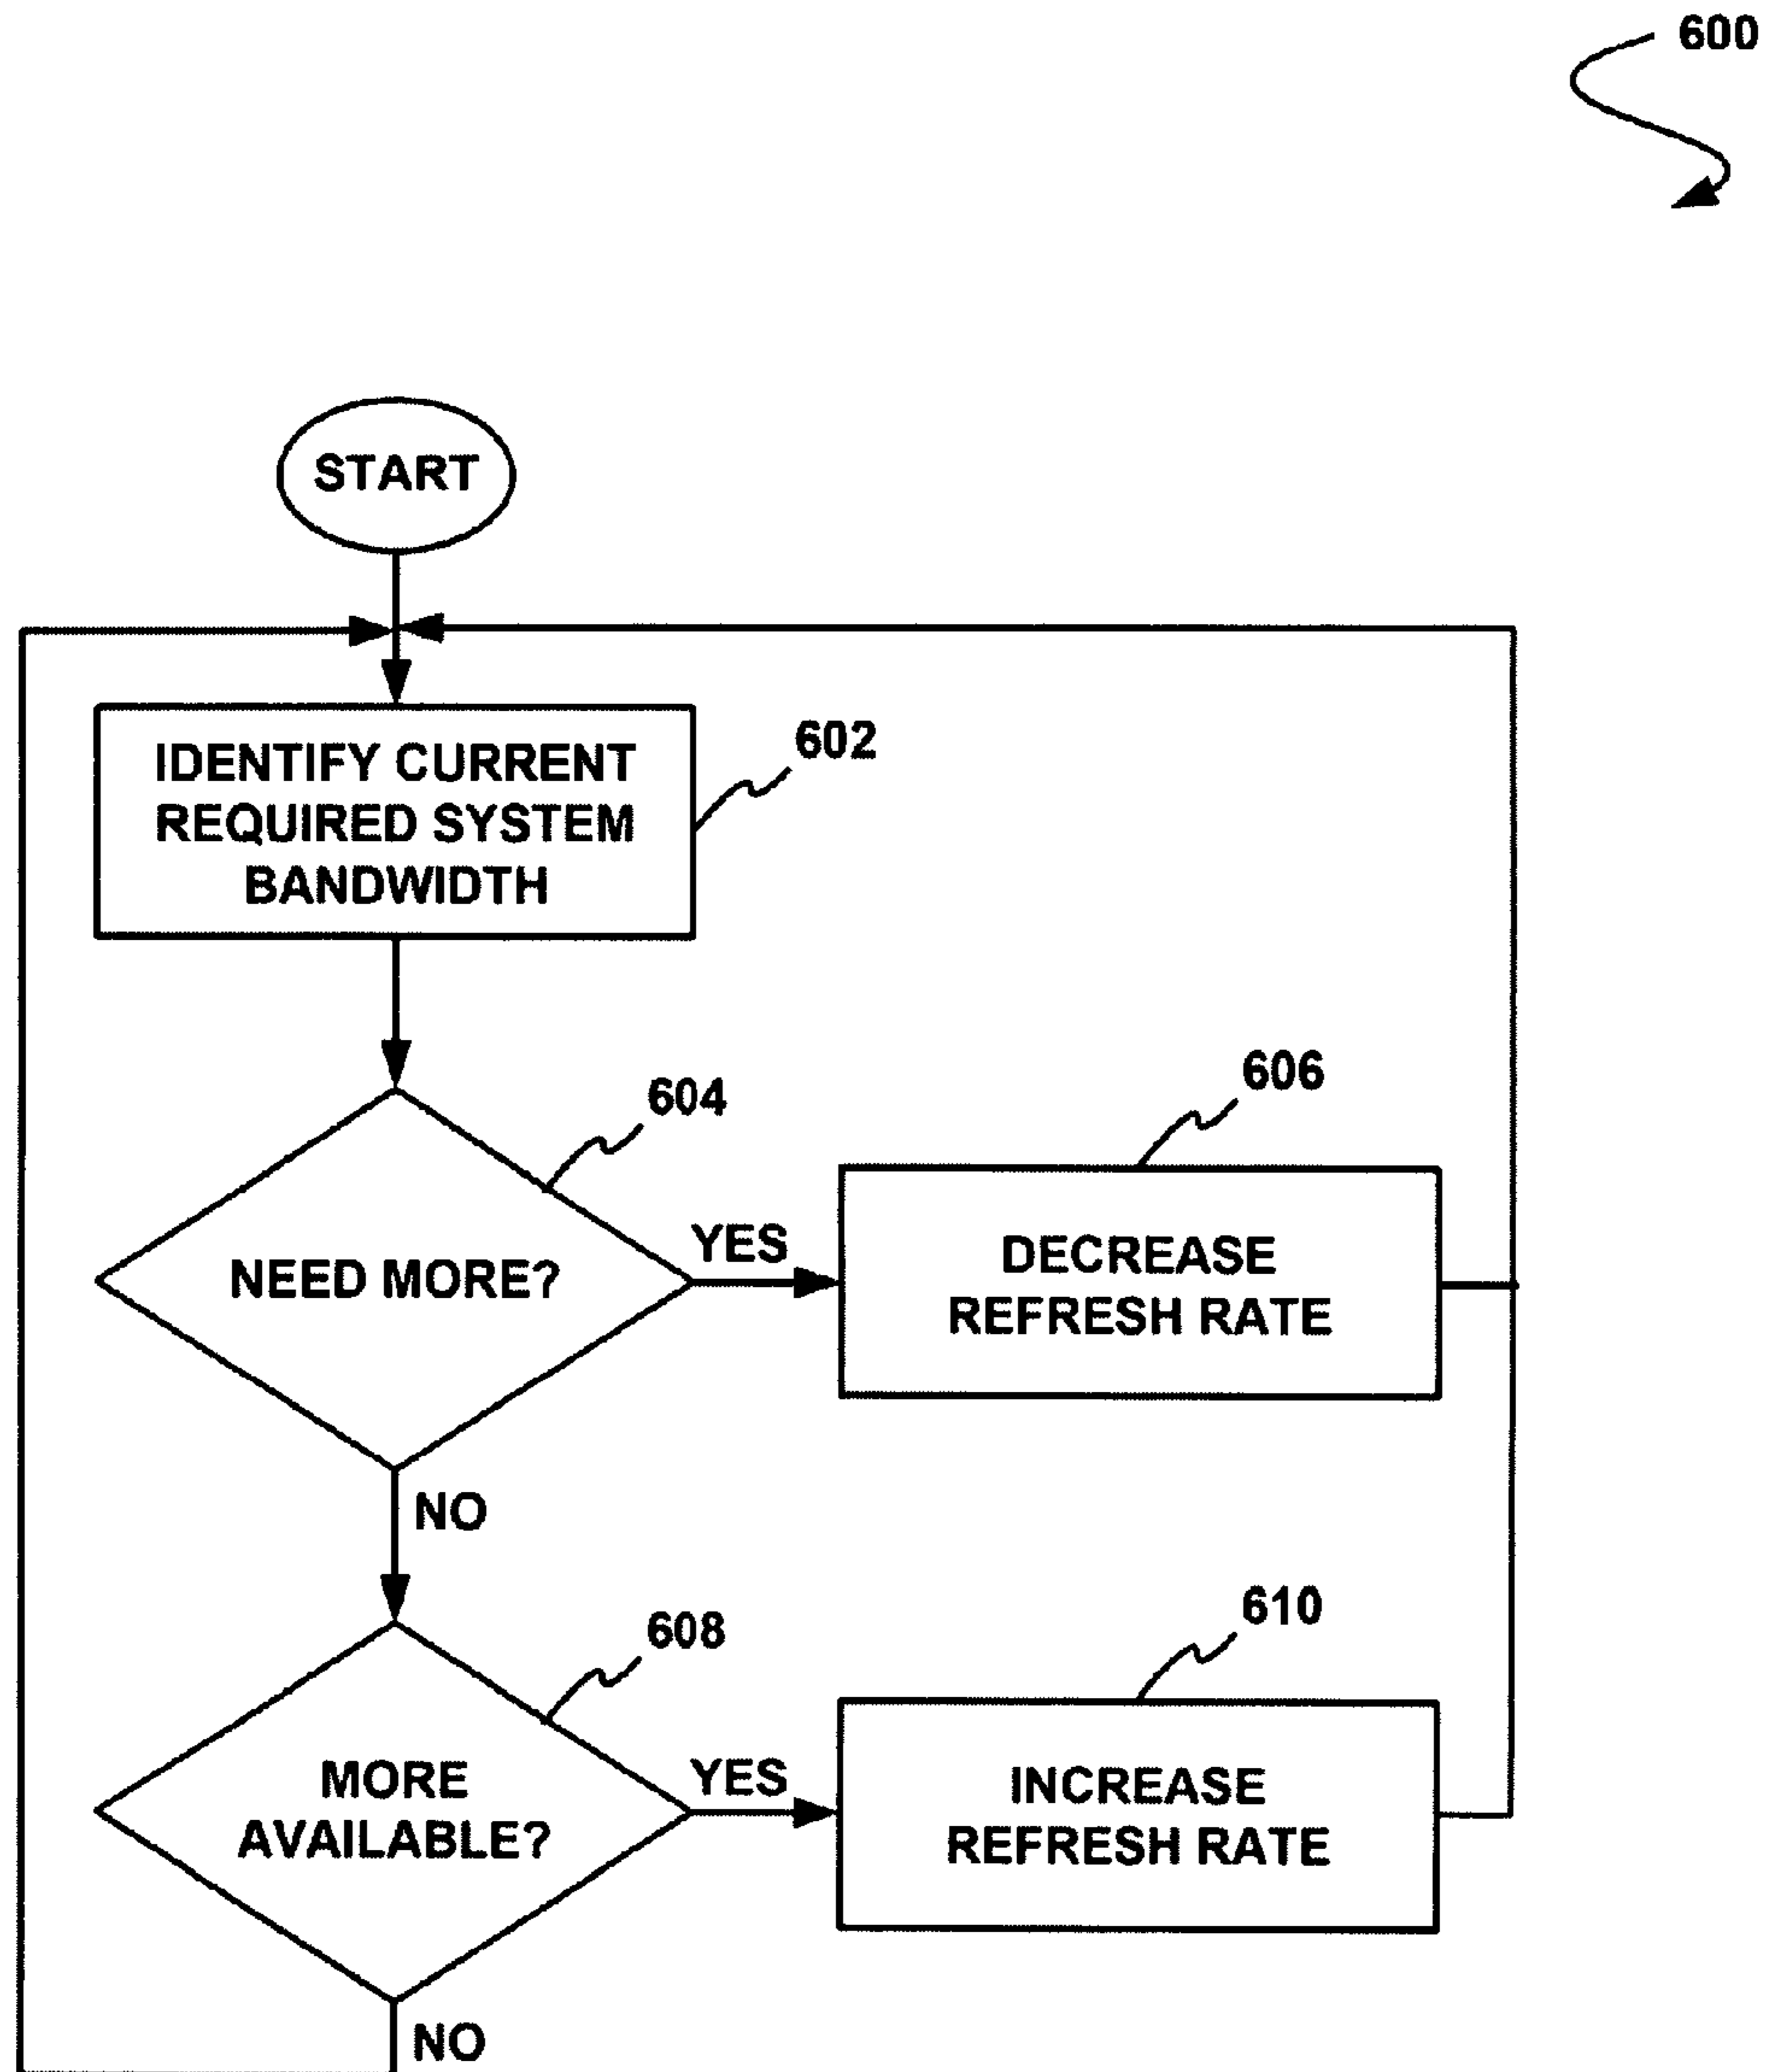 600
START
IDENTIFY CURRENT
REQUIRED SYSTEM
BANDWIDTH
602
604
NEED MORE?
YES
606
DECREASE
REFRESH RATE
NO
608
MORE
AVAILABLE?
YES
610
INCREASE
REFRESH RATE
NO